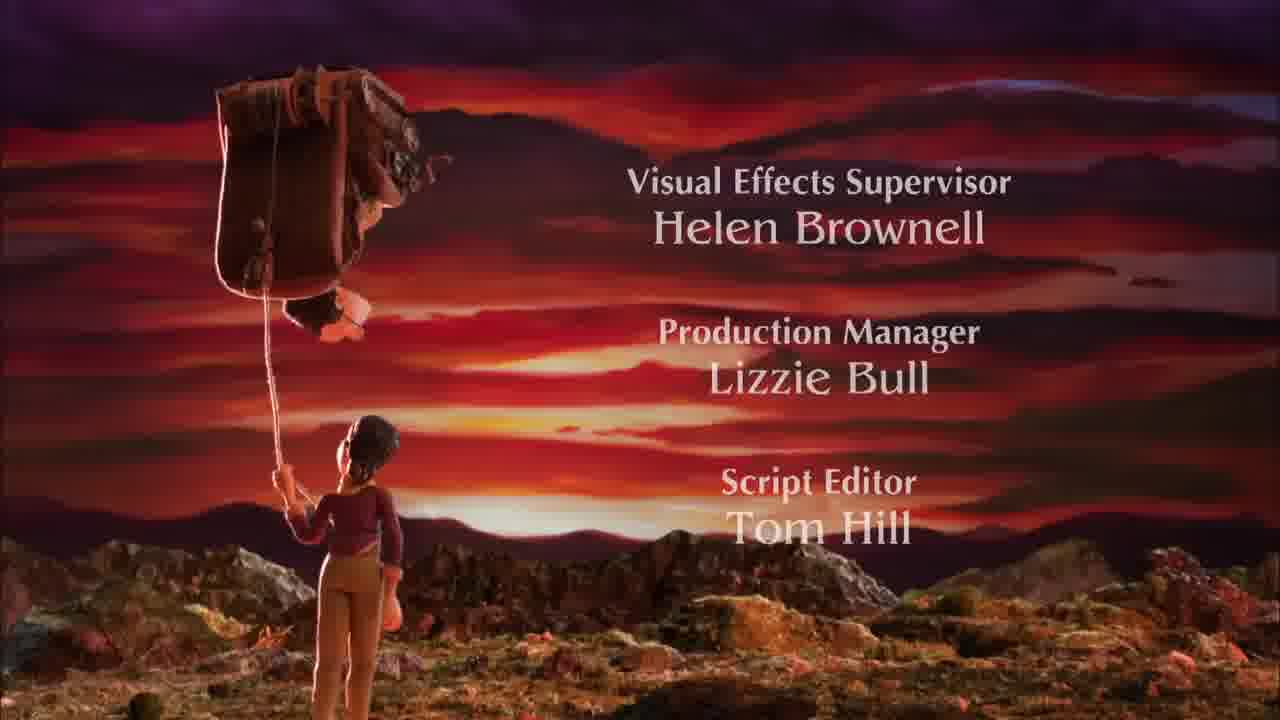 Visual Effects Supervisor
Helen Brownell
Production Manager
Lizzie Bull
Script Editor
Tom Hill